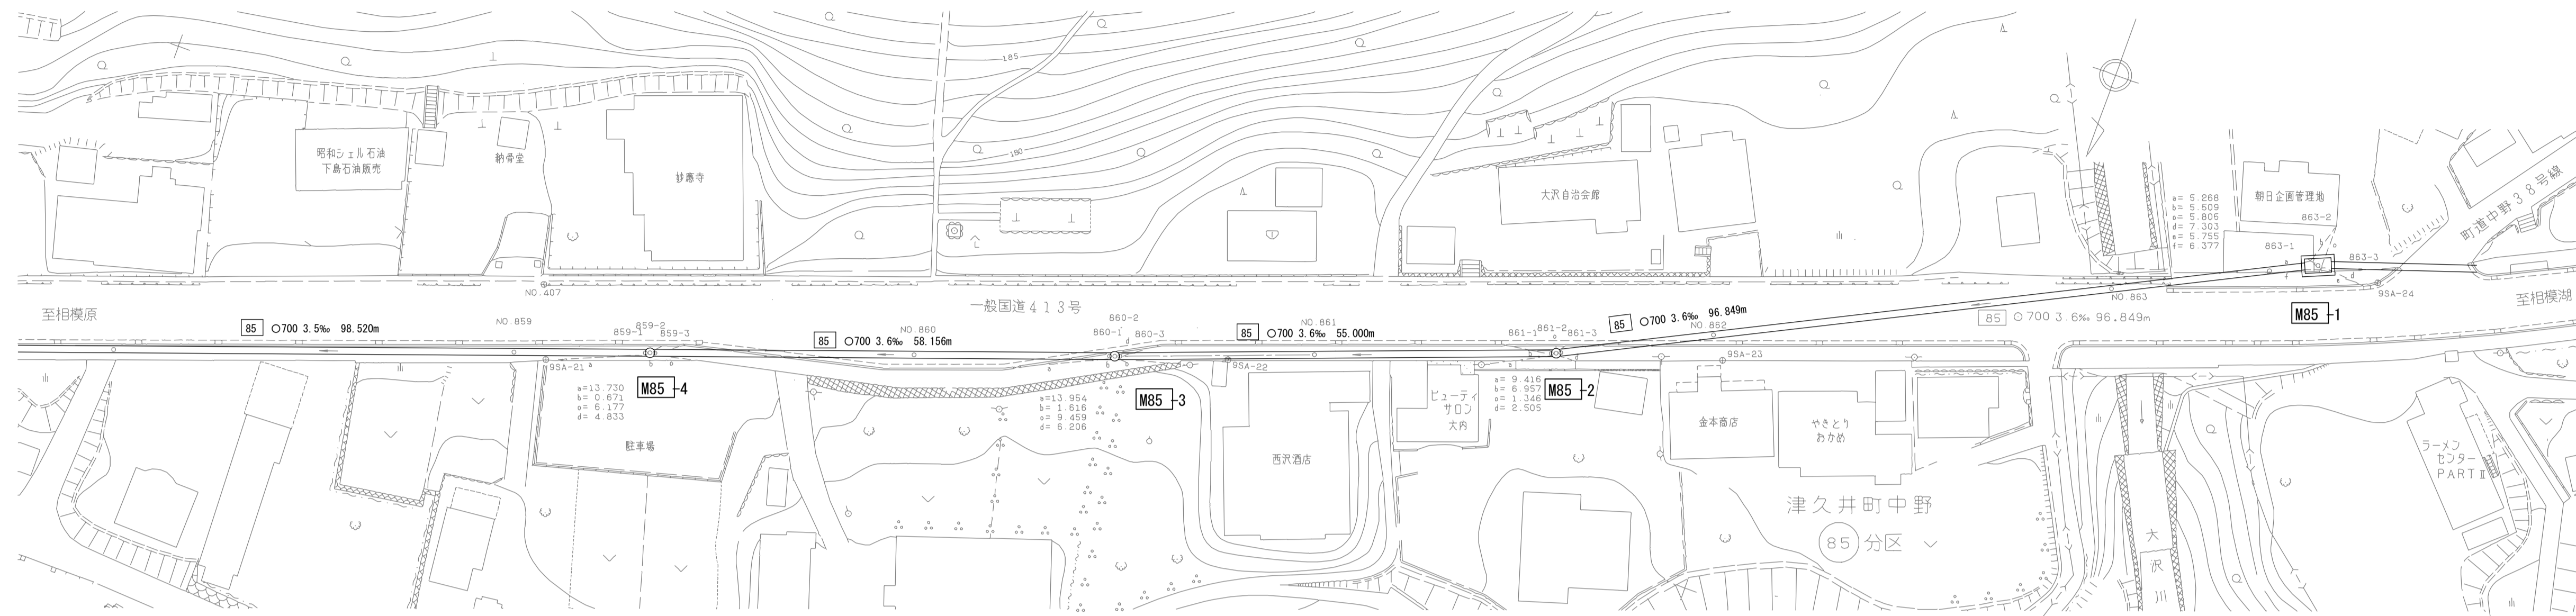 185
180
昭和シェル石油
下島石油販売
納骨堂
妙應寺
大沢自治会館
a= 5.268
b= 5.509
c= 5.805
d= 7.303
e= 5.755
f= 6.377
朝日企画管理地
863-2
863-1
863-3
町道中野38号線
NO.407
一般国道413号
NO.863
9SA-24
至相模湖
M85-1
85 ○700 3.6‰ 96.849m
至相模原
85 ○700 3.5‰ 98.520m
NO.859
859-1
859-2
859-3
85 ○700 3.6‰ 58.156m
NO.860
860-1
860-2
860-3
85 ○700 3.6‰ 55.000m
NO.861
861-1
861-2
861-3
85 ○700 3.6‰ 96.849m
NO.862
9SA-21
9SA-22
9SA-23
a=13.730
b= 0.671
c= 6.177
d= 4.833
M85-4
a=13.954
b= 1.616
c= 9.459
d= 6.206
M85-3
a= 9.416
b= 6.957
c= 1.346
d= 2.505
M85-2
駐車場
西沢酒店
ビューティ
サロン
大内
金本商店
やきとり
おかめ
津久井町中野
85 分区
大沢川
ラーメン
センター
PARTⅡ